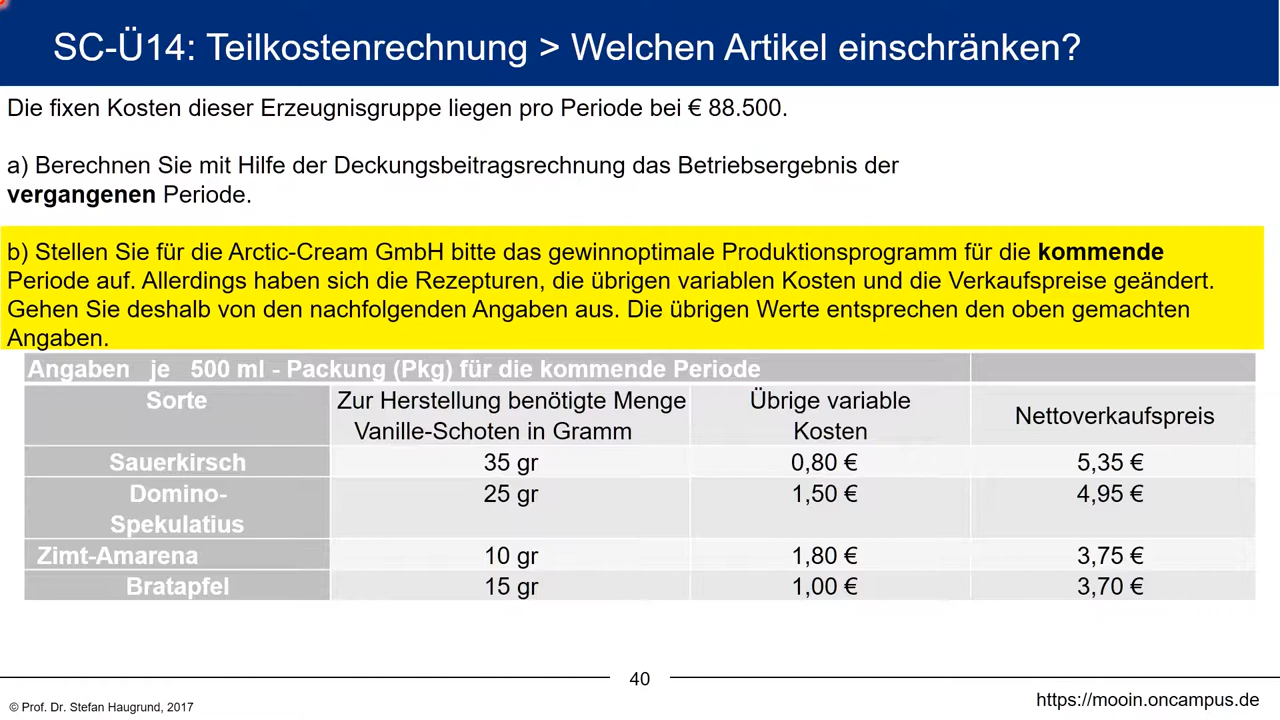 SC-Ü14: Teilkostenrechnung > Welchen Artikel einschränken?
Die fixen Kosten dieser Erzeugnisgruppe liegen pro Periode bei € 88.500.
a) Berechnen Sie mit Hilfe der Deckungsbeitragsrechnung das Betriebsergebnis der
vergangenen Periode.
b) Stellen Sie für die Arctic-Cream GmbH bitte das gewinnoptimale Produktionsprogramm für die kommende
Periode auf. Allerdings haben sich die Rezepturen, die übrigen variablen Kosten und die Verkaufspreise geändert.
Gehen Sie deshalb von den nachfolgenden Angaben aus. Die übrigen Werte entsprechen den oben gemachten
Angaben.
Angaben je 500 ml - Packung (Pkg) für die kommende Periode
Sorte
Zur Herstellung benötigte Menge
Vanille-Schoten in Gramm
Übrige variable
Kosten
Nettoverkaufspreis
Sauerkirsch 35 gr 0,80 € 5,35 €
Domino- 25 gr 1,50 € 4,95 €
Spekulatius
Zimt-Amarena 10 gr 1,80 € 3,75 €
Bratapfel 15 gr 1,00 € 3,70 €
40
© Prof. Dr. Stefan Haugrund, 2017
https://mooin.oncampus.de